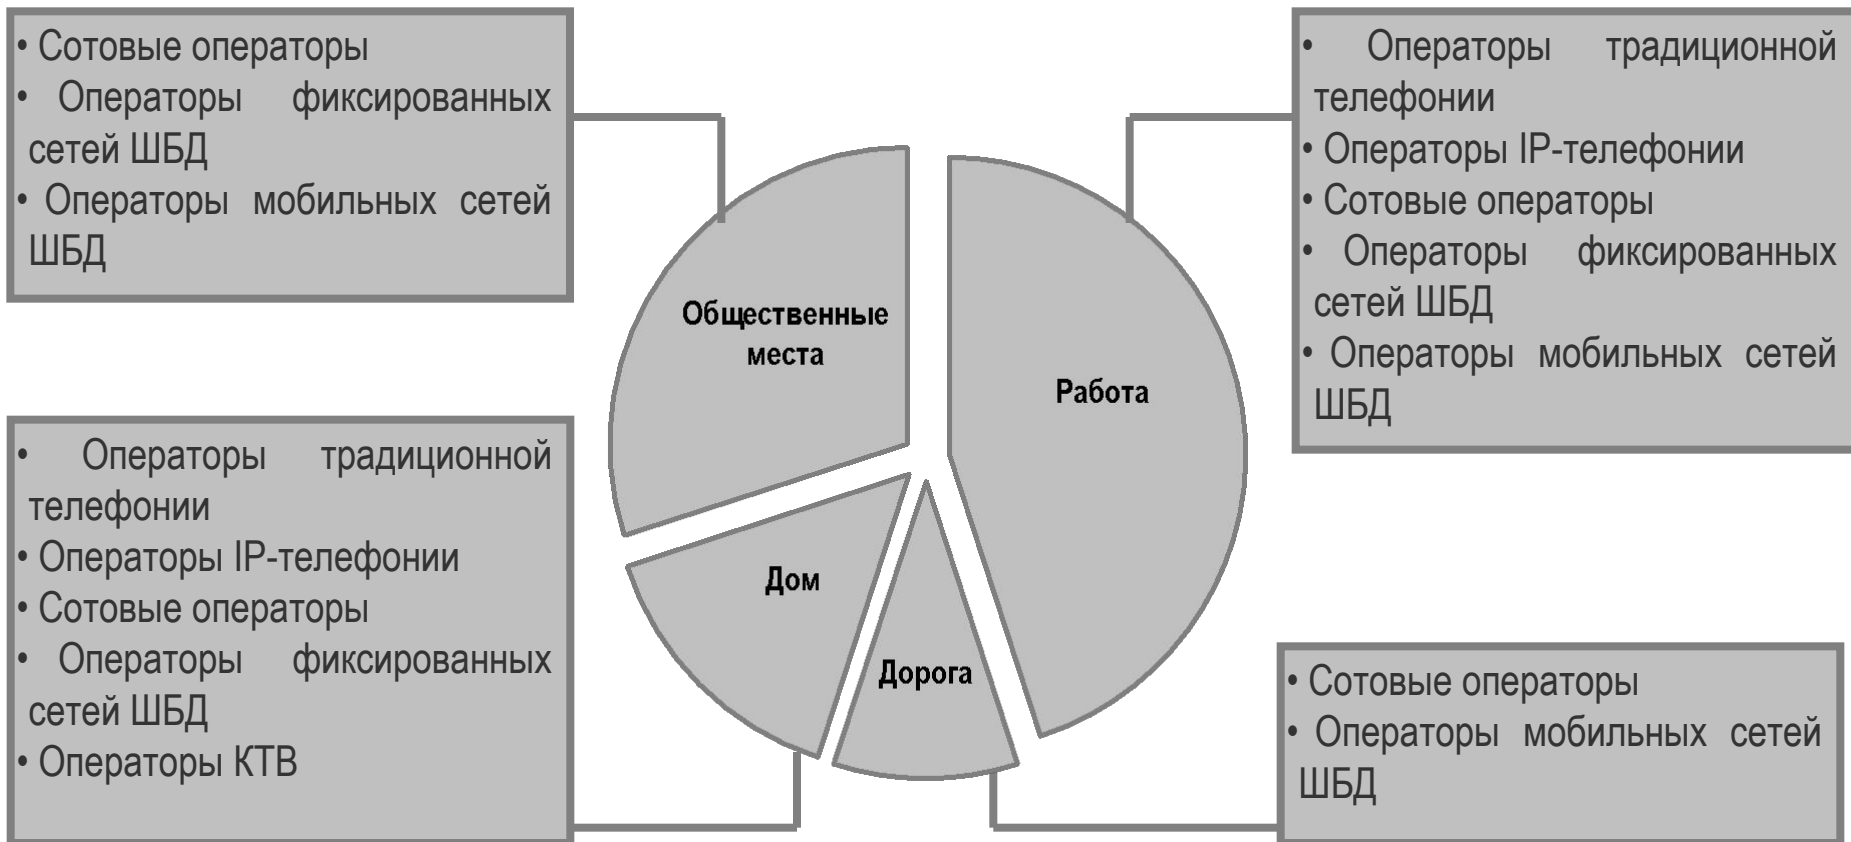 • Сотовые операторы
• Операторы фиксированных
сетей ШБД
• Операторы мобильных сетей
ШБД
• Операторы традиционной
телефонии
• Операторы IP-телефонии
• Сотовые операторы
• Операторы фиксированных
сетей ШБД
• Операторы мобильных сетей
ШБД
Общественные
места
Работа
Дом
Дорога
• Операторы традиционной
телефонии
• Операторы IP-телефонии
• Сотовые операторы
• Операторы фиксированных
сетей ШБД
• Операторы КТВ
• Сотовые операторы
• Операторы мобильных сетей
ШБД